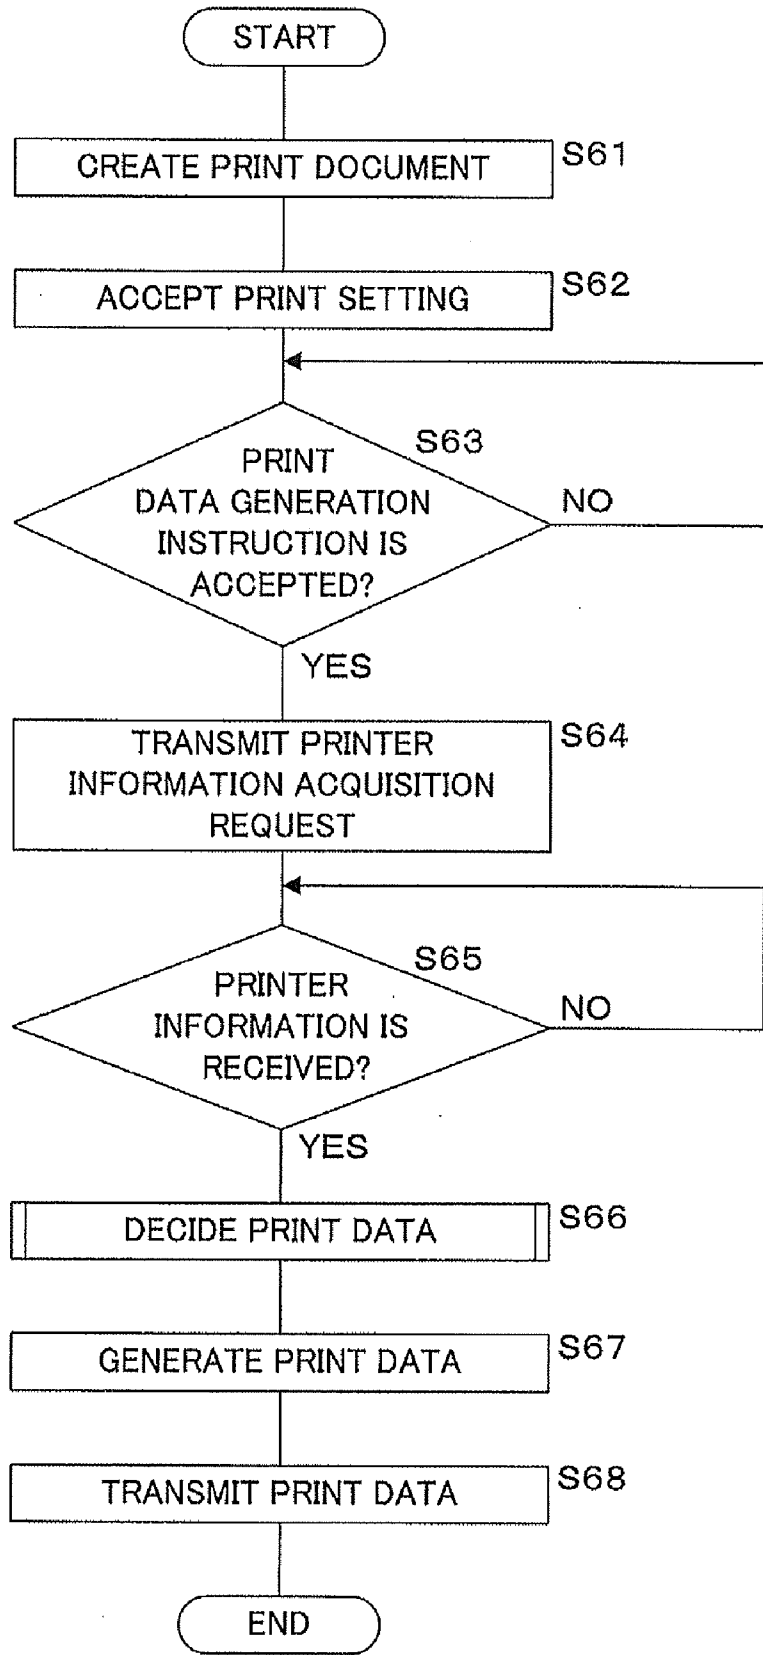 START
CREATE PRINT DOCUMENT
S61
ACCEPT PRINT SETTING
S62
S63
PRINT
DATA GENERATION
INSTRUCTION IS
ACCEPTED?
NO
YES
TRANSMIT PRINTER
INFORMATION ACQUISITION
REQUEST
S64
S65
PRINTER
INFORMATION IS
RECEIVED?
NO
YES
DECIDE PRINT DATA
S66
GENERATE PRINT DATA
S67
TRANSMIT PRINT DATA
S68
END